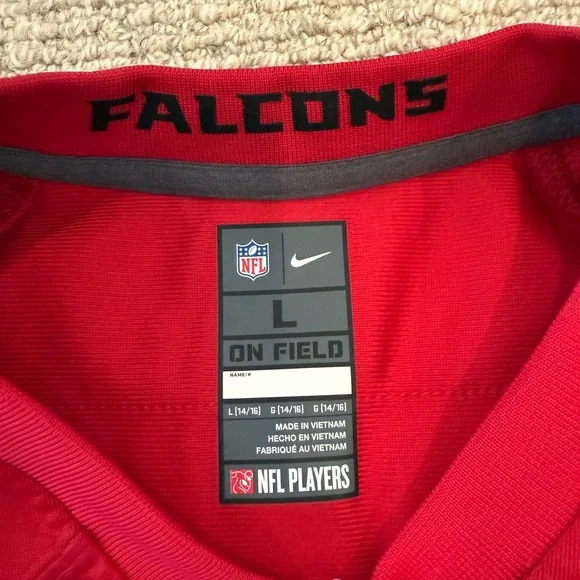 FALCONS
NFL
L
ON FIELD
NAME/#
L (14/16) G (14/16) G (14/16)
MADE IN VIETNAM
HECHO EN VIETNAM
FABRIQUÉ AU VIETNAM
NFL PLAYERS